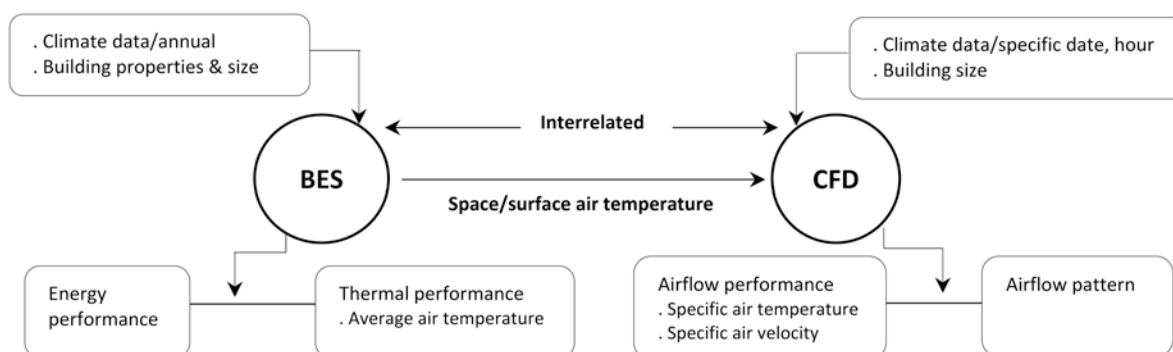 . Climate data/annual
. Building properties & size
. Climate data/specific date, hour
. Building size
Interrelated
BES
CFD
Space/surface air temperature
Energy
performance
Thermal performance
. Average air temperature
Airflow performance
. Specific air temperature
. Specific air velocity
Airflow pattern